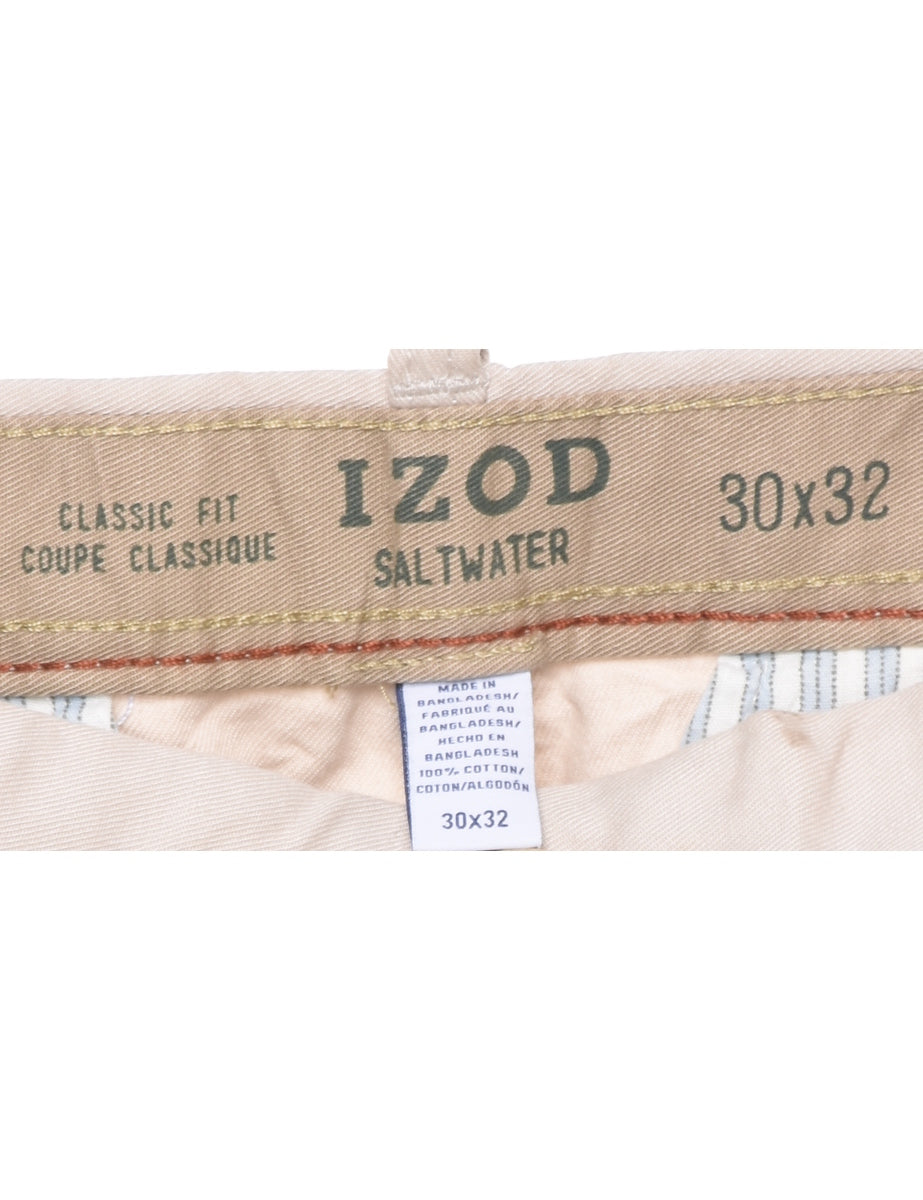 CLASSIC FIT
COUPE CLASSIQUE
IZOD
SALTWATER
30x32
MADE IN
BANGLADESH/
FABRIQUÉ AU
BANGLADESH/
HECHO EN
BANGLADESH
100% COTTON/
COTON/ALGODÓN
30x32